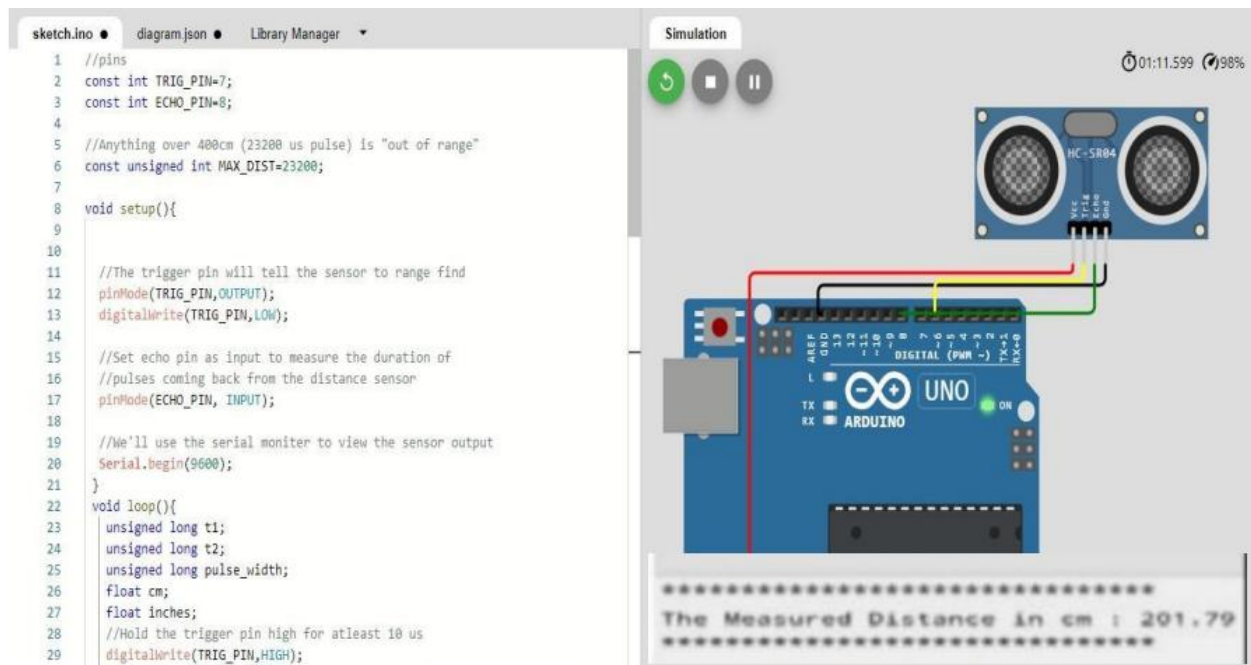 sketch.ino ● diagram.json ● Library Manager
1 //pins
2 const int TRIG_PIN=7;
3 const int ECHO_PIN=8;
4
5 //Anything over 400cm (23200 us pulse) is "out of range"
6 const unsigned int MAX_DIST=23200;
7
8 void setup(){
9
10
11 //The trigger pin will tell the sensor to range find
12 pinMode(TRIG_PIN,OUTPUT);
13 digitalWrite(TRIG_PIN,LOW);
14
15 //Set echo pin as input to measure the duration of
16 //pulses coming back from the distance sensor
17 pinMode(ECHO_PIN, INPUT);
18
19 //We'll use the serial moniter to view the sensor output
20 Serial.begin(9600);
21 }
22 void loop(){
23 unsigned long t1;
24 unsigned long t2;
25 unsigned long pulse_width;
26 float cm;
27 float inches;
28 //Hold the trigger pin high for atleast 10 us
29 digitalWrite(TRIG_PIN,HIGH);
Simulation
01:11.599 98%
HC-SR04
Vcc
Trig
Echo
Gnd
AREF
GND
13
12
~11
~10
~9
8
7
~6
~5
4
~3
2
TX→1
RX←0
DIGITAL (PWM ~)
L
TX
RX
UNO
ON
ARDUINO
*******************************
The Measured Distance in cm : 201.79
*******************************